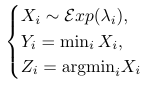 X_i ∼ ℰxp(λ_i),
Y_i = min_i X_i,
Z_i = argmin_i X_i